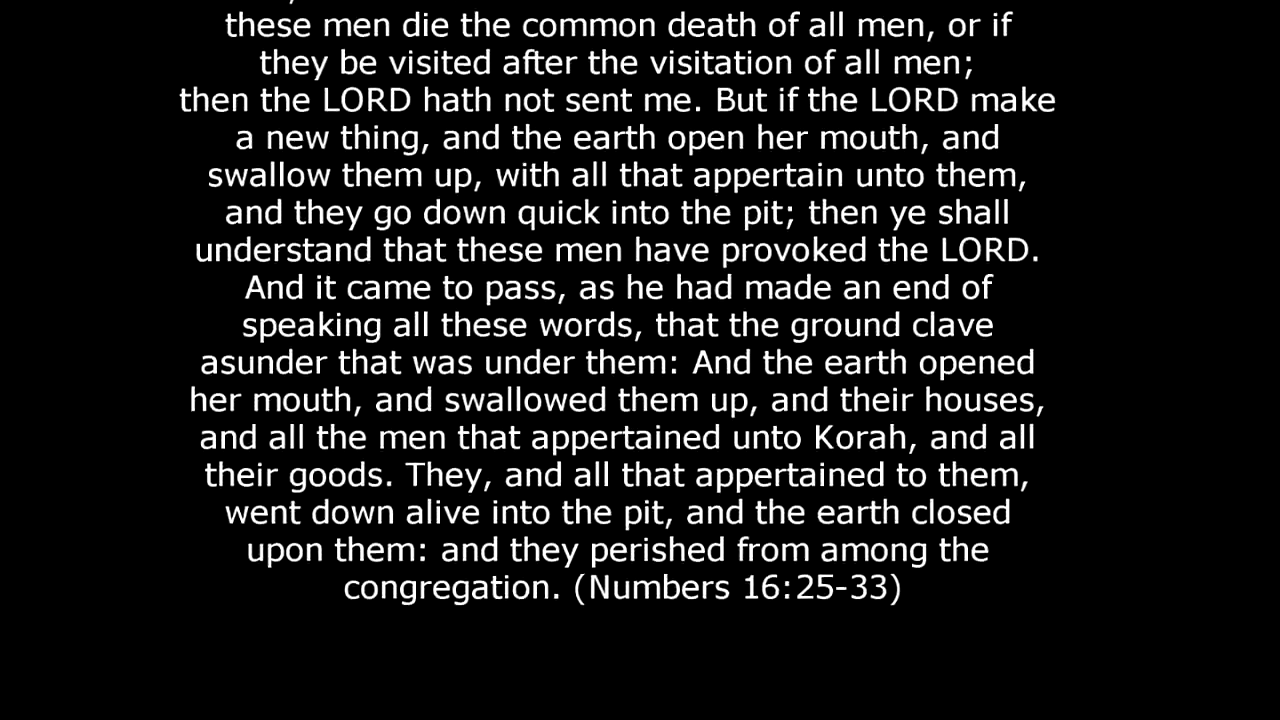 these men die the common death of all men, or if
they be visited after the visitation of all men;
then the LORD hath not sent me. But if the LORD make
a new thing, and the earth open her mouth, and
swallow them up, with all that appertain unto them,
and they go down quick into the pit; then ye shall
understand that these men have provoked the LORD.
And it came to pass, as he had made an end of
speaking all these words, that the ground clave
asunder that was under them: And the earth opened
her mouth, and swallowed them up, and their houses,
and all the men that appertained unto Korah, and all
their goods. They, and all that appertained to them,
went down alive into the pit, and the earth closed
upon them: and they perished from among the
congregation. (Numbers 16:25-33)